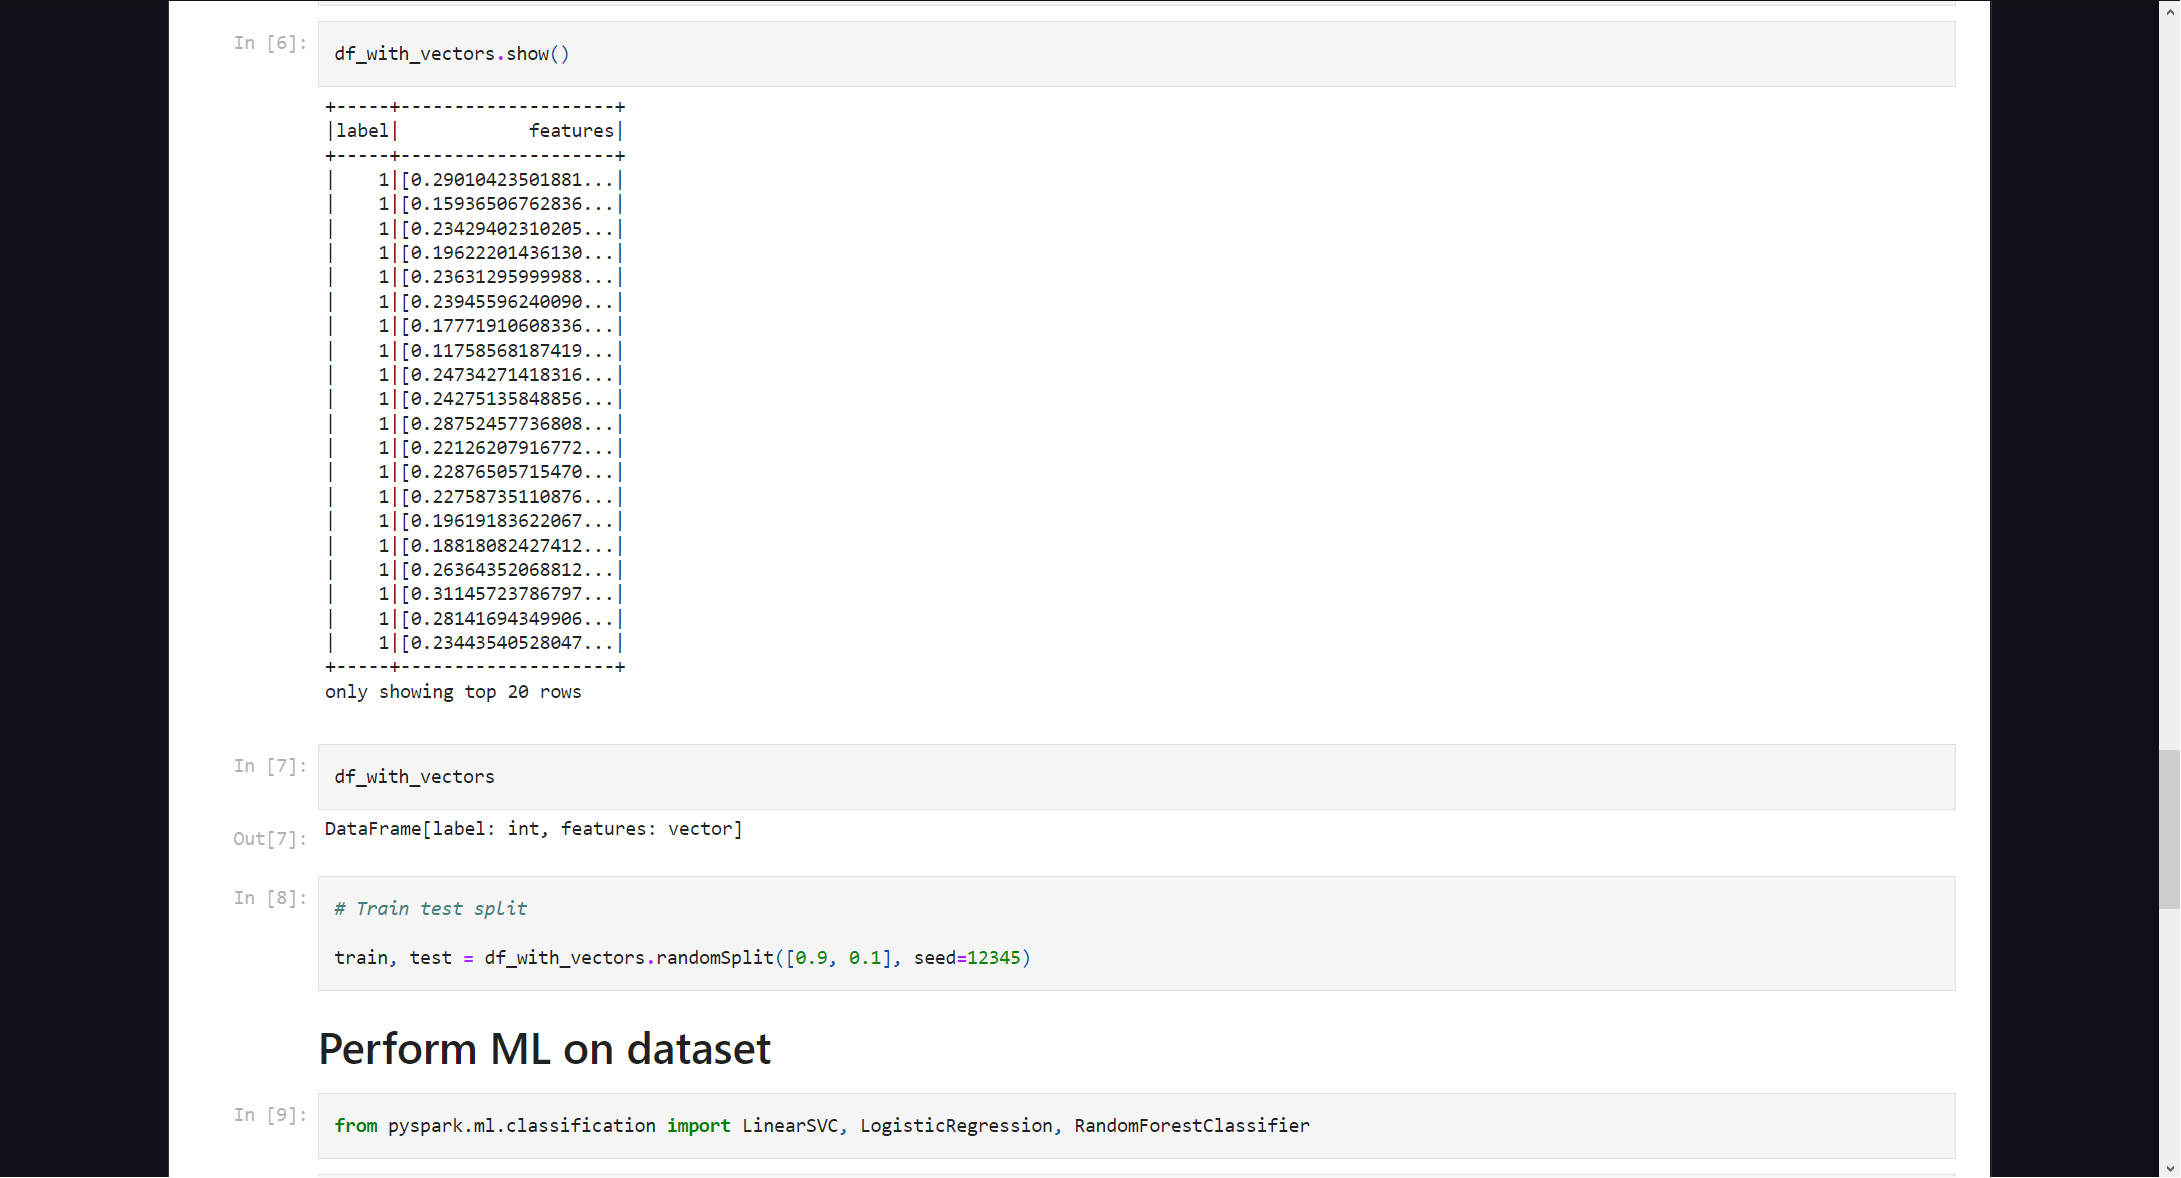 In [6]:
df_with_vectors.show()
+-----+--------------------+
|label|            features|
+-----+--------------------+
|    1|[0.29010423501881...|
|    1|[0.15936506762836...|
|    1|[0.23429402310205...|
|    1|[0.19622201436130...|
|    1|[0.23631295999988...|
|    1|[0.23945596240090...|
|    1|[0.17771910608336...|
|    1|[0.11758568187419...|
|    1|[0.24734271418316...|
|    1|[0.24275135848856...|
|    1|[0.28752457736808...|
|    1|[0.22126207916772...|
|    1|[0.22876505715470...|
|    1|[0.22758735110876...|
|    1|[0.19619183622067...|
|    1|[0.18818082427412...|
|    1|[0.26364352068812...|
|    1|[0.31145723786797...|
|    1|[0.28141694349906...|
|    1|[0.23443540528047...|
+-----+--------------------+
only showing top 20 rows
In [7]:
df_with_vectors
Out[7]:
DataFrame[label: int, features: vector]
In [8]:
# Train test split
train, test = df_with_vectors.randomSplit([0.9, 0.1], seed=12345)
Perform ML on dataset
In [9]:
from pyspark.ml.classification import LinearSVC, LogisticRegression, RandomForestClassifier